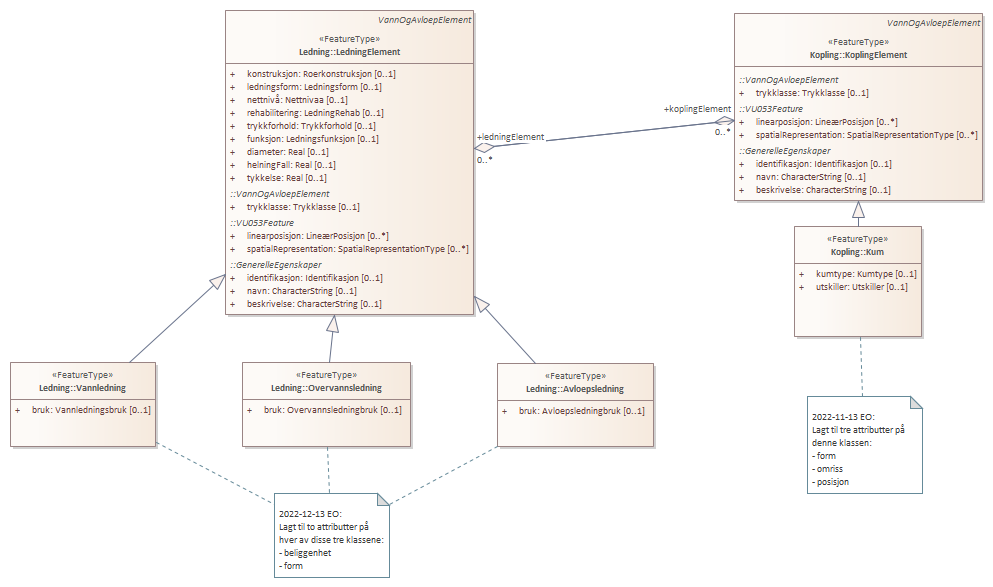 VannOgAvloepElement
«FeatureType»
Ledning::LedningElement
+ konstruksjon: Roerkonstruksjon [0..1]
+ ledningsform: Ledningsform [0..1]
+ nettnivå: Nettnivaa [0..1]
+ rehabilitering: LedningRehab [0..1]
+ trykkforhold: Trykkforhold [0..1]
+ funksjon: Ledningsfunksjon [0..1]
+ diameter: Real [0..1]
+ helningFall: Real [0..1]
+ tykkelse: Real [0..1]
::VannOgAvloepElement
+ trykklasse: Trykklasse [0..1]
::VU053Feature
+ linearposisjon: LineærPosisjon [0..*]
+ spatialRepresentation: SpatialRepresentationType [0..*]
::GenerelleEgenskaper
+ identifikasjon: Identifikasjon [0..1]
+ navn: CharacterString [0..1]
+ beskrivelse: CharacterString [0..1]
+ledningElement
0..*
+koplingElement
0..*
VannOgAvloepElement
«FeatureType»
Kopling::KoplingElement
::VannOgAvloepElement
+ trykklasse: Trykklasse [0..1]
::VU053Feature
+ linearposisjon: LineærPosisjon [0..*]
+ spatialRepresentation: SpatialRepresentationType [0..*]
::GenerelleEgenskaper
+ identifikasjon: Identifikasjon [0..1]
+ navn: CharacterString [0..1]
+ beskrivelse: CharacterString [0..1]
«FeatureType»
Kopling::Kum
+ kumtype: Kumtype [0..1]
+ utskiller: Utskiller [0..1]
«FeatureType»
Ledning::Vannledning
+ bruk: Vannledningsbruk [0..1]
«FeatureType»
Ledning::Overvannsledning
+ bruk: Overvannsledningbruk [0..1]
«FeatureType»
Ledning::Avloepsledning
+ bruk: Avloepsledningbruk [0..1]
2022-11-13 EO:
Lagt til tre attributter på
denne klassen:
- form
- omriss
- posisjon
2022-12-13 EO:
Lagt til to attributter på
hver av disse tre klassene:
- beliggenhet
- form